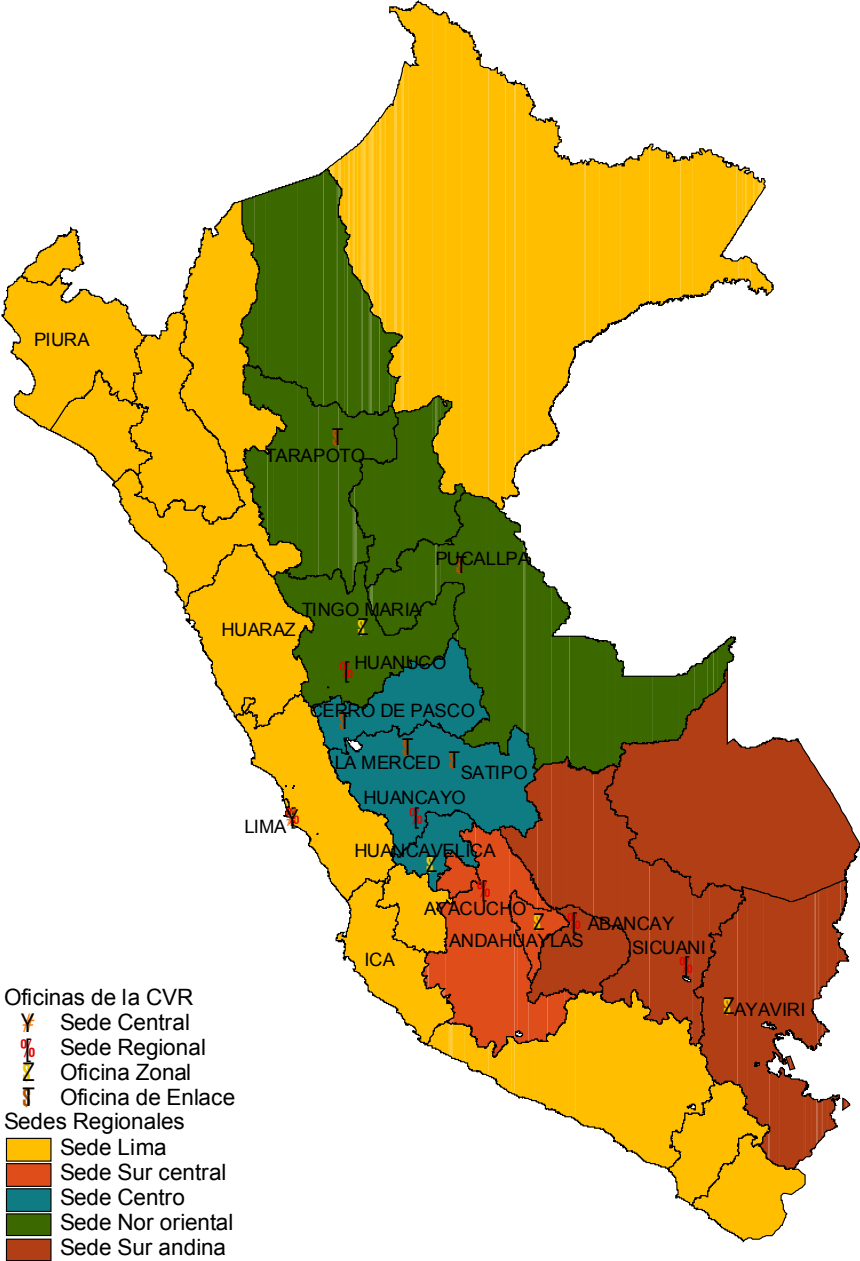 PIURA
TARAPOTO
PUCALLPA
TINGO MARIA
HUARAZ
HUANUCO
CERRO DE PASCO
LA MERCED
SATIPO
HUANCAYO
LIMA
HUANCAVELICA
AYACUCHO
ABANCAY
ANDAHUAYLAS
SICUANI
ICA
AYAVIRI
Oficinas de la CVR
Sede Central
Sede Regional
Oficina Zonal
Oficina de Enlace
Sedes Regionales
Sede Lima
Sede Sur central
Sede Centro
Sede Nor oriental
Sede Sur andina